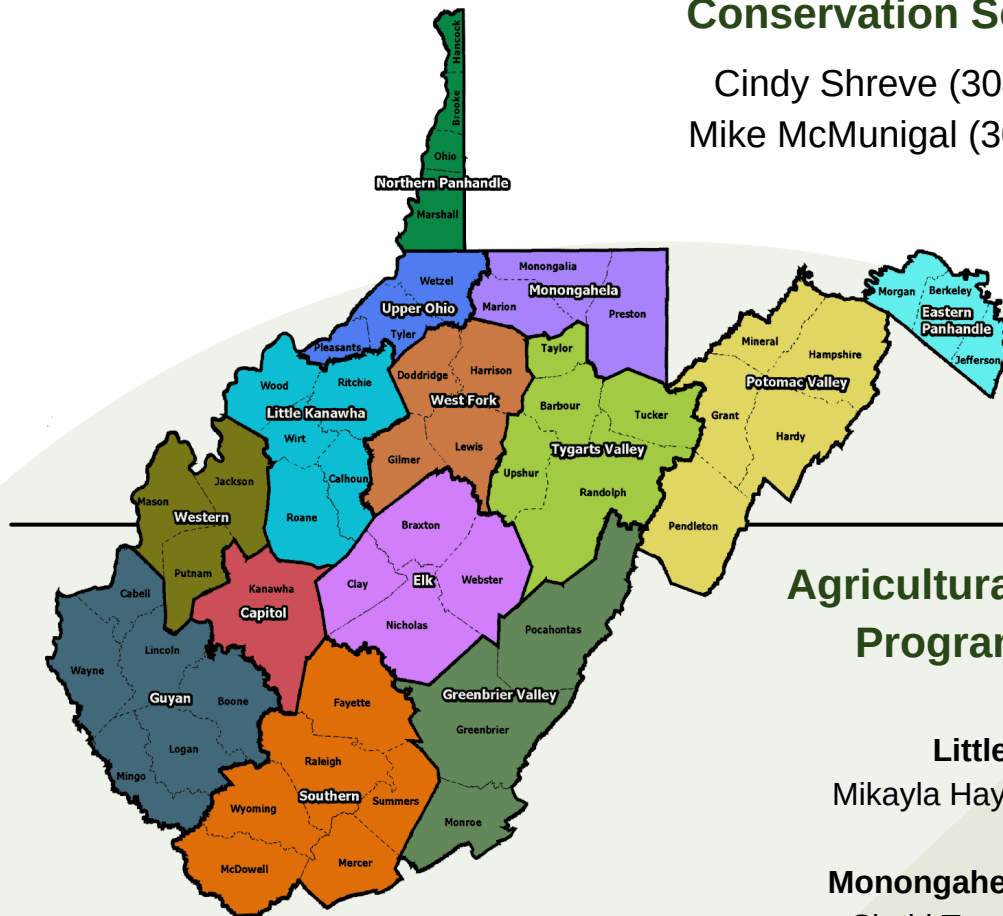 Conservation S
Cindy Shreve (30
Mike McMunigal (3
Hancock
Brooke
Ohio
Northern Panhandle
Marshall
Wetzel
Upper Ohio
Tyler
Pleasants
Monongalia
Monongahela
Marion
Preston
Morgan
Berkeley
Eastern
Panhandle
Jefferson
Mineral
Hampshire
Potomac Valley
Grant
Hardy
Pendleton
Taylor
Barbour
Tucker
Tygarts Valley
Upshur
Randolph
Doddridge
Harrison
West Fork
Lewis
Gilmer
Wood
Ritchie
Little Kanawha
Wirt
Calhoun
Roane
Jackson
Mason
Western
Putnam
Kanawha
Capitol
Braxton
Clay
Elk
Webster
Nicholas
Pocahontas
Greenbrier Valley
Greenbrier
Monroe
Cabell
Lincoln
Wayne
Guyan
Boone
Logan
Mingo
Fayette
Raleigh
Southern
Summers
Wyoming
McDowell
Mercer
Agricultura
Progra
Little
Mikayla Hay
Monongahe